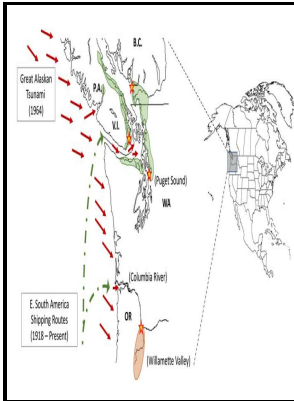 B.C.
Great Alaskan
Tsunami
(1964)
P.A.
V.I.
(Puget Sound)
WA
(Columbia River)
E. South America
Shipping Routes
(1918 – Present)
OR
(Willamette Valley)